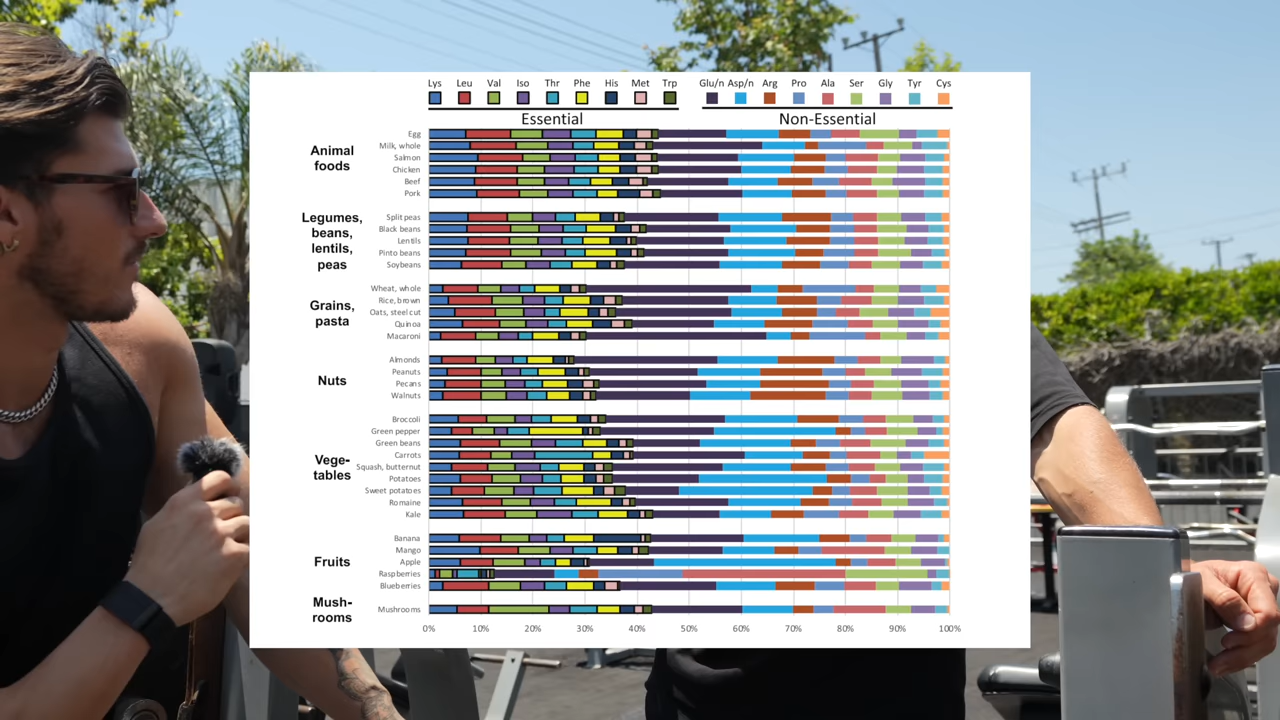 Lys Leu Val Iso Thr Phe His Met Trp Glu/n Asp/n Arg Pro Ala Ser Gly Tyr Cys
Essential Non-Essential
Animal
foods
Egg
Milk, whole
Salmon
Chicken
Beef
Pork
Legumes,
beans,
lentils,
peas
Split peas
Black beans
Lentils
Pinto beans
Soybeans
Grains,
pasta
Wheat, whole
Rice, brown
Oats, steel cut
Quinoa
Macaroni
Nuts
Almonds
Peanuts
Pecans
Walnuts
Vege-
tables
Broccoli
Green pepper
Green beans
Carrots
Squash, butternut
Potatoes
Sweet potatoes
Romaine
Kale
Fruits
Banana
Mango
Apple
Raspberries
Blueberries
Mush-
rooms
Mushrooms
0% 10% 20% 30% 40% 50% 60% 70% 80% 90% 100%